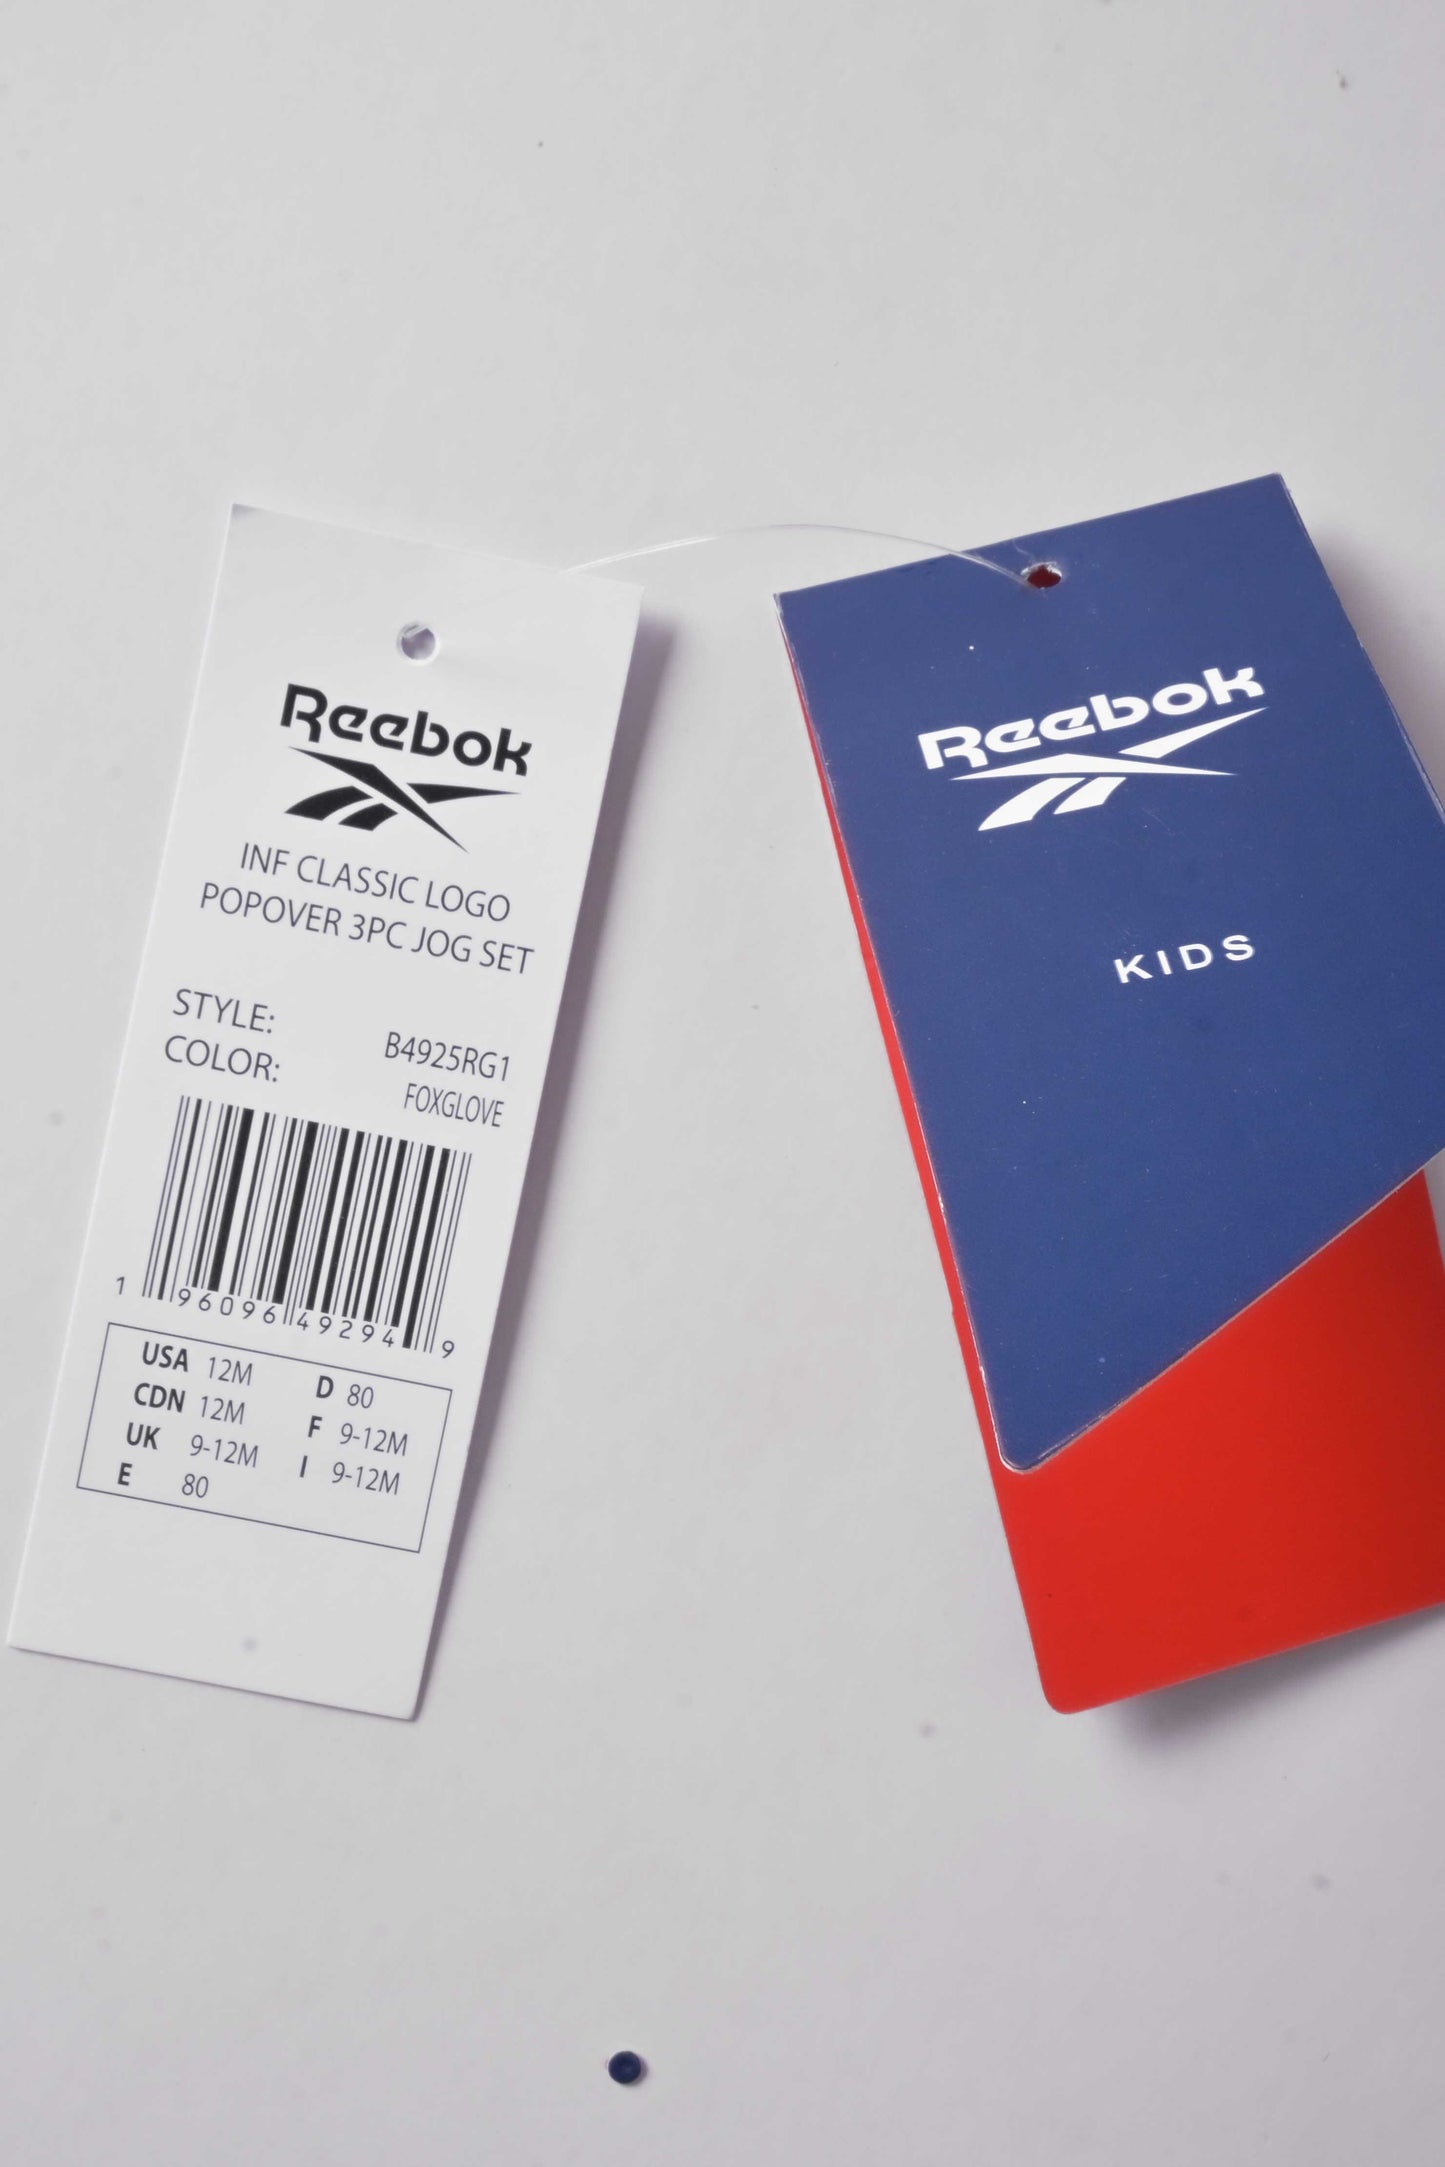 Reebok
INF CLASSIC LOGO
POPOVER 3PC JOG SET
STYLE: B4925RG1
COLOR: FOXGLOVE
1 96096 49294 9
USA 12M D 80
CDN 12M F 9-12M
UK 9-12M I 9-12M
E 80
Reebok
KIDS